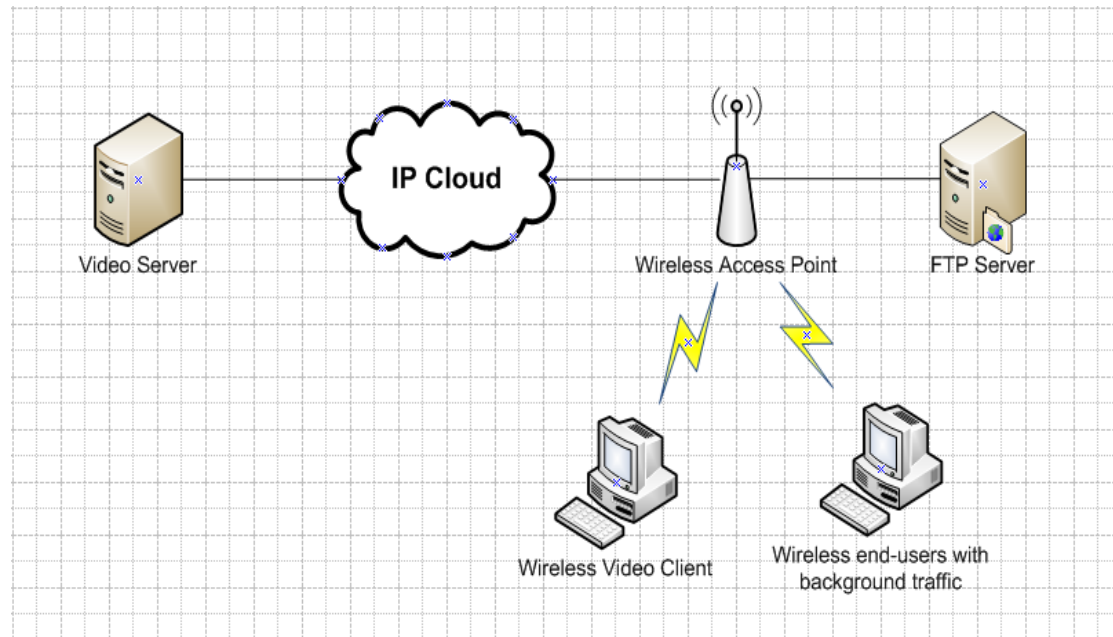 IP Cloud
Video Server
Wireless Access Point
FTP Server
Wireless Video Client
Wireless end-users with
background traffic